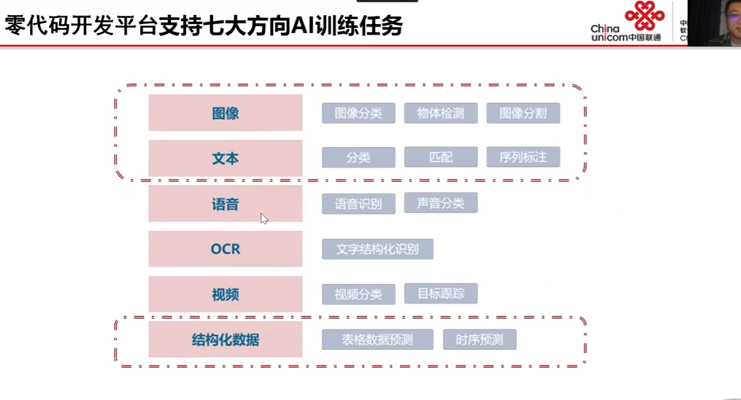 零代码开发平台支持七大方向AI训练任务
China
unicom中国联通
图像 图像分类 物体检测 图像分割
文本 分类 匹配 序列标注
语音 语音识别 声音分类
OCR 文字结构化识别
视频 视频分类 目标跟踪
结构化数据 表格数据预测 时序预测